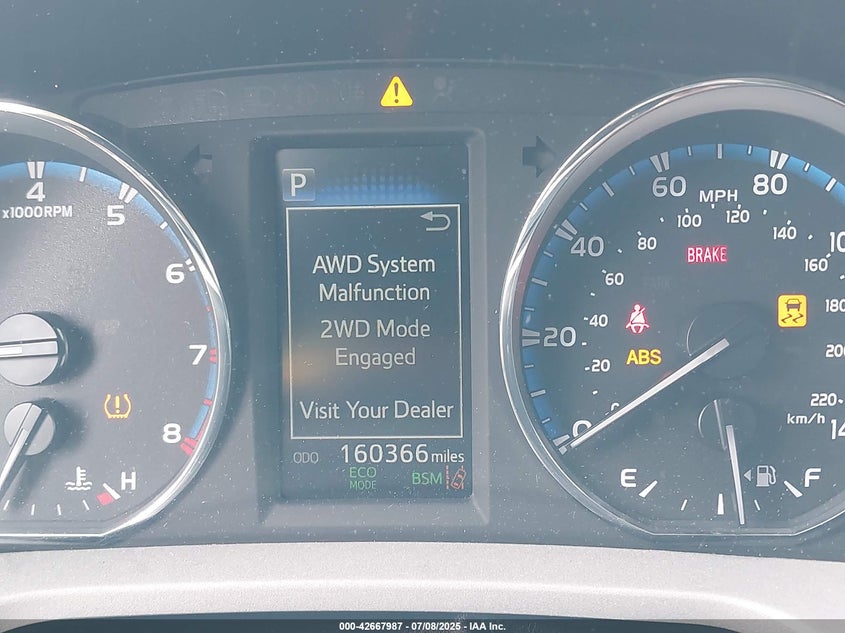 4
x1000RPM
5
6
7
8
H
P
AWD System
Malfunction
2WD Mode
Engaged
Visit Your Dealer
ODO 160366 miles
ECO
MODE
BSM
60 MPH 80
100 120
40 80 140
BRAKE 160
60
20 40 180
ABS
20
220
km/h
E F
000-42667987 - 07/08/2025 - IAA Inc.